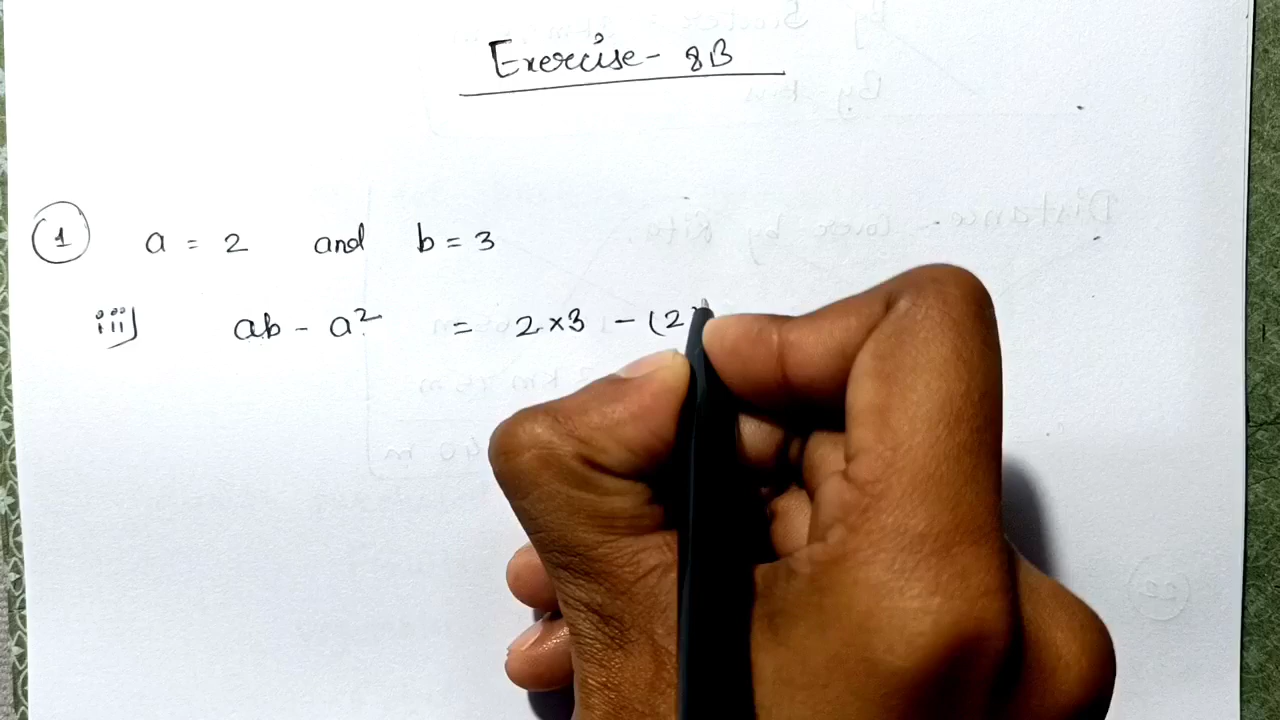 Exercise - 8B
1 a = 2 and b = 3
iii) ab - a² = 2×3 - (2)